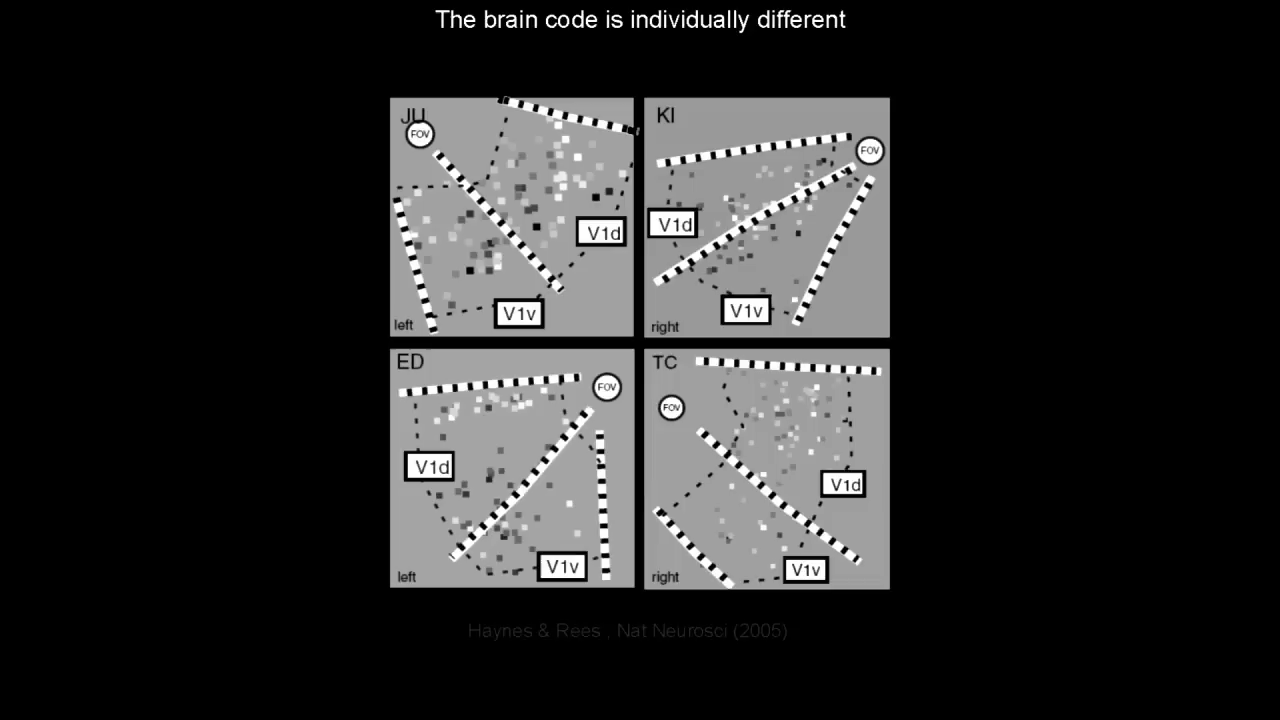 The brain code is individually different
JU
FOV
V1d
V1v
left
KI
FOV
V1d
V1v
right
ED
FOV
V1d
V1v
left
TC
FOV
V1d
V1v
right
Haynes & Rees , Nat Neurosci (2005)